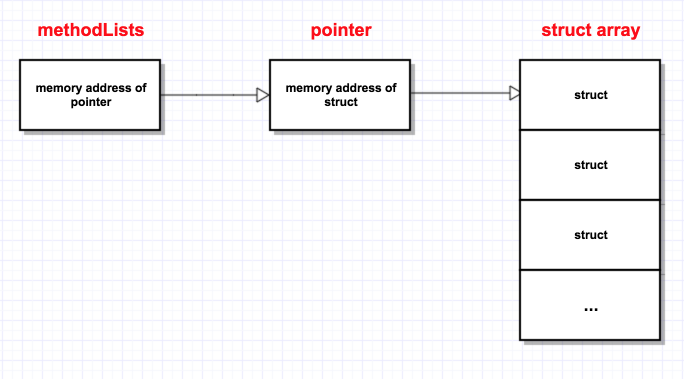 methodLists
pointer
struct array
memory address of
pointer
memory address of
struct
struct
struct
struct
...